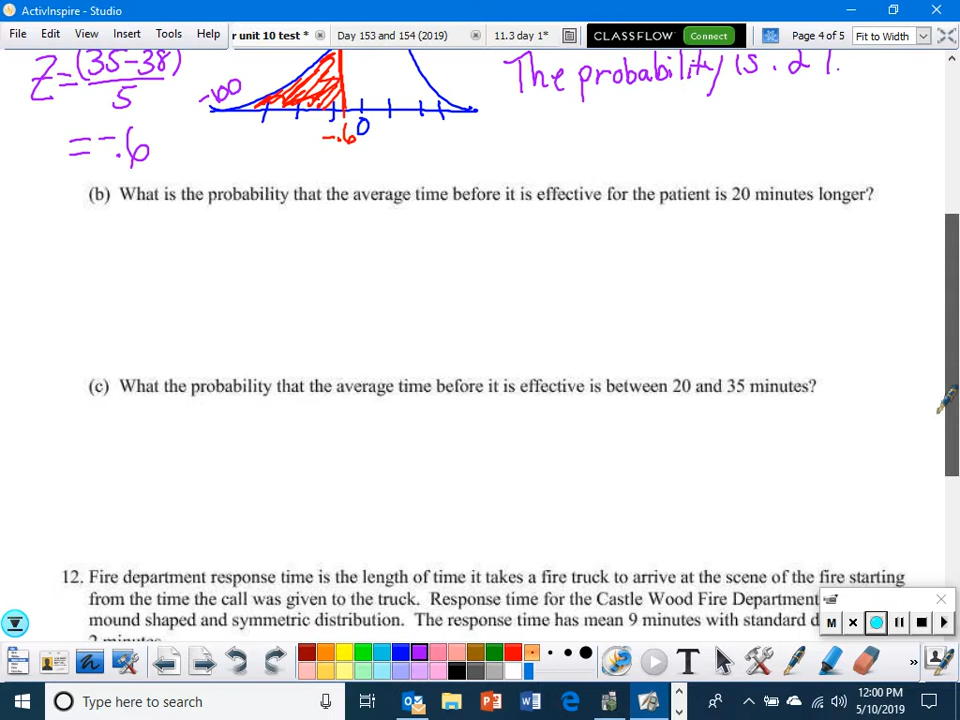 ActivInspire - Studio
File Edit View Insert Tools Help r unit 10 test * Day 153 and 154 (2019) 11.3 day 1* CLASSFLOW Connect Page 4 of 5 Fit to Width
Z=(35-38)
5
=-.6
-100
-.6 0
The probability is .2
(b) What is the probability that the average time before it is effective for the patient is 20 minutes longer?
(c) What the probability that the average time before it is effective is between 20 and 35 minutes?
12. Fire department response time is the length of time it takes a fire truck to arrive at the scene of the fire starting
from the time the call was given to the truck. Response time for the Castle Wood Fire Department
mound shaped and symmetric distribution. The response time has mean 9 minutes with standard d
2 minutes
M
T
»
Type here to search
12:00 PM
5/10/2019